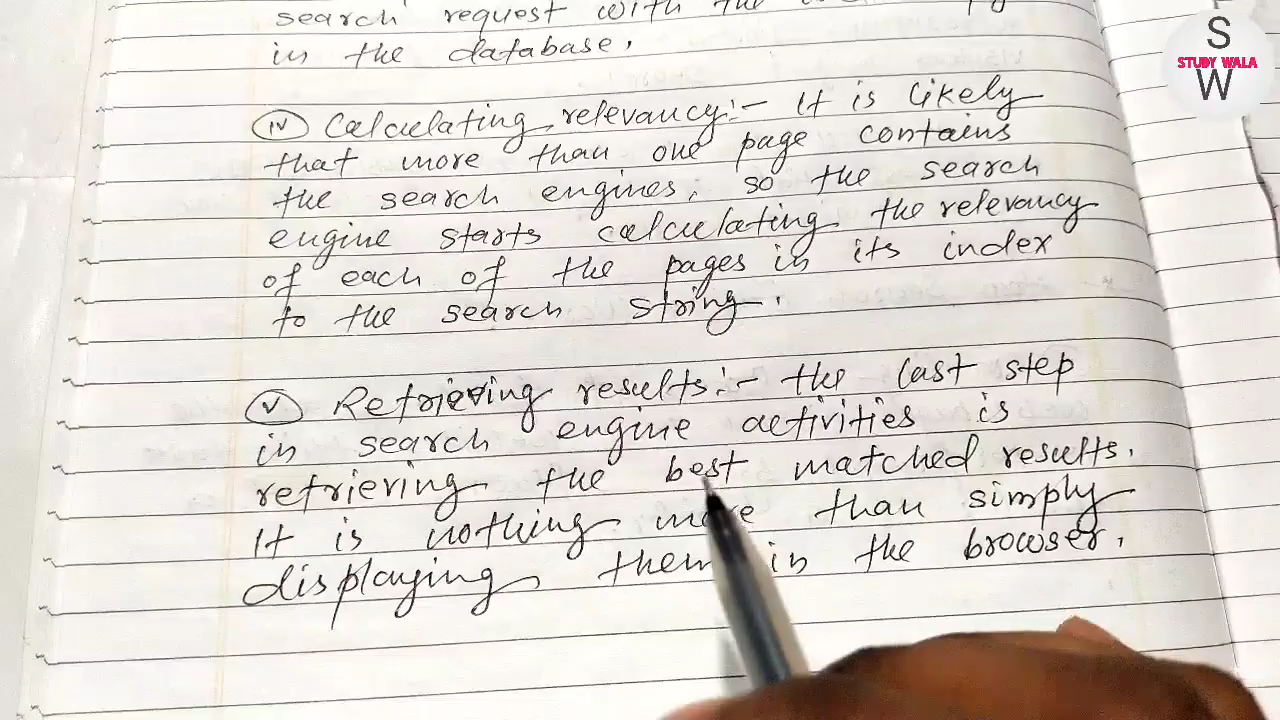 search request with the
in the database.
(iv) Calculating relevancy:- It is likely
that more than one page contains
the search engines, so the search
engine starts calculating the relevancy
of each of the pages in its index
to the search string.
(v) Retrieving results:- the last step
in search engine activities is
retrieving the best matched results.
It is nothing more than simply
displaying them in the browser.
S
STUDY WALA
W